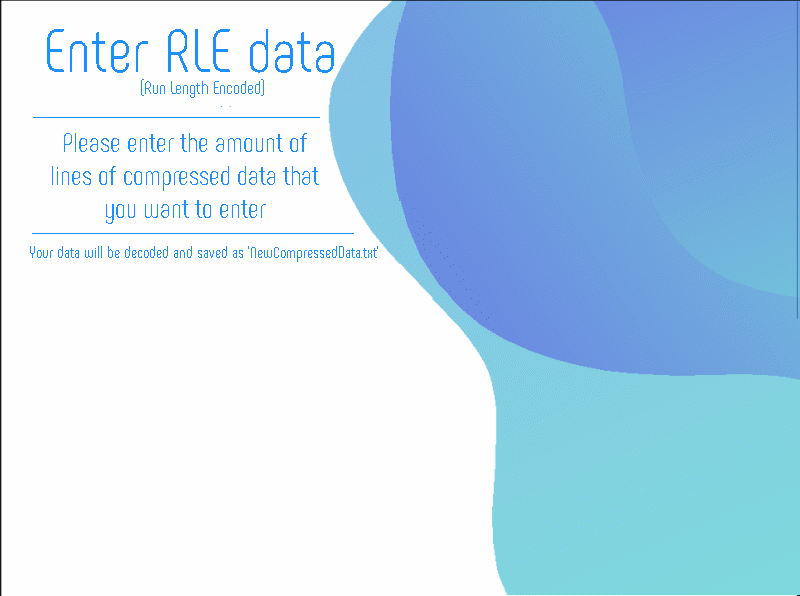 Enter RLE data
(Run Length Encoded)
Please enter the amount of
lines of compressed data that
you want to enter
Your data will be decoded and saved as 'NewCompressedData.txt'